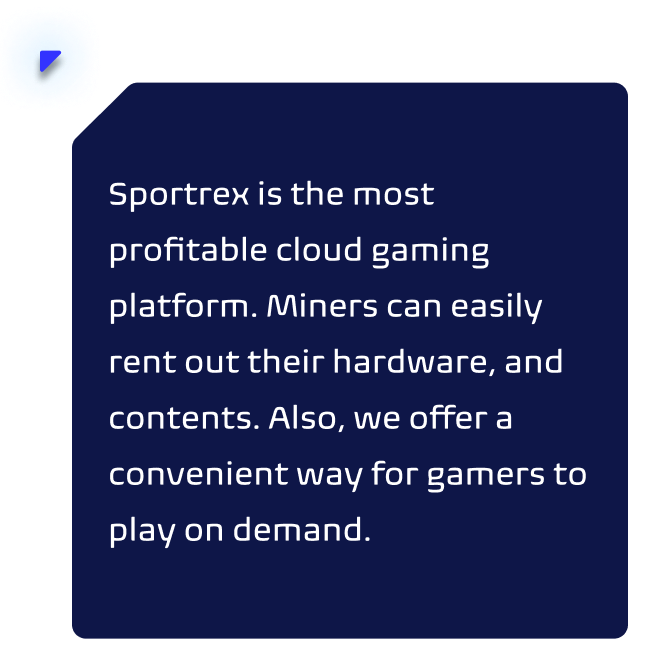 Sportrex is the most
profitable cloud gaming
platform. Miners can easily
rent out their hardware, and
contents. Also, we offer a
convenient way for gamers to
play on demand.